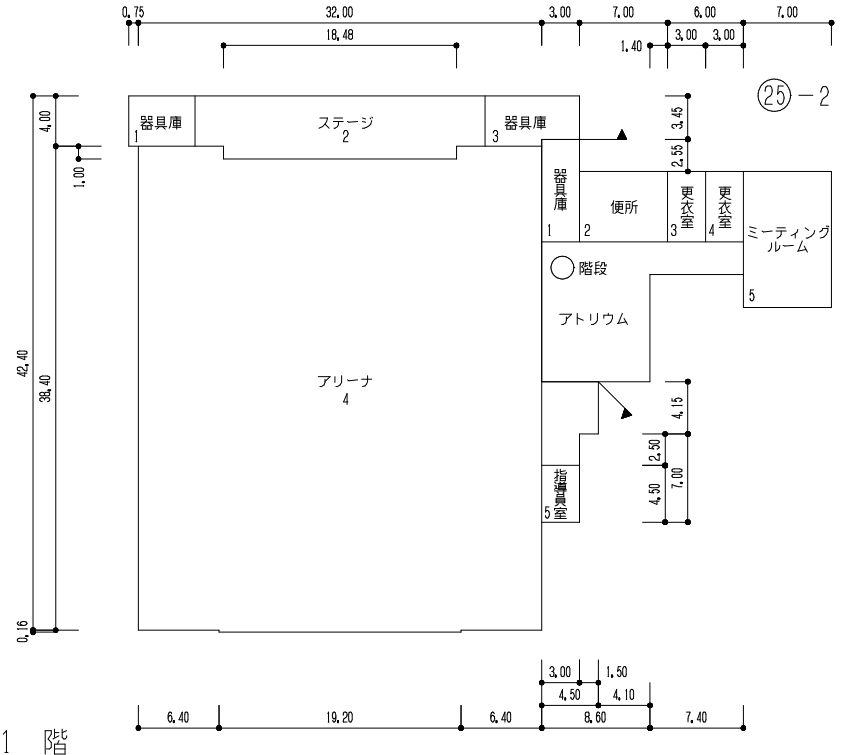 0.75
32.00
3.00
7.00
6.00
7.00
18.48
1.40
3.00
3.00
25-2
4.00
1.00
器具庫
1
ステージ
2
3
器具庫
3.45
2.55
器具庫
1
便所
2
更衣室
3
更衣室
4
ミーティング
ルーム
5
階段
アトリウム
42.40
38.40
アリーナ
4
4.15
2.50
7.00
4.50
指導員室
5
0.16
3.00
1.50
4.50
4.10
6.40
19.20
6.40
8.60
7.40
1 階